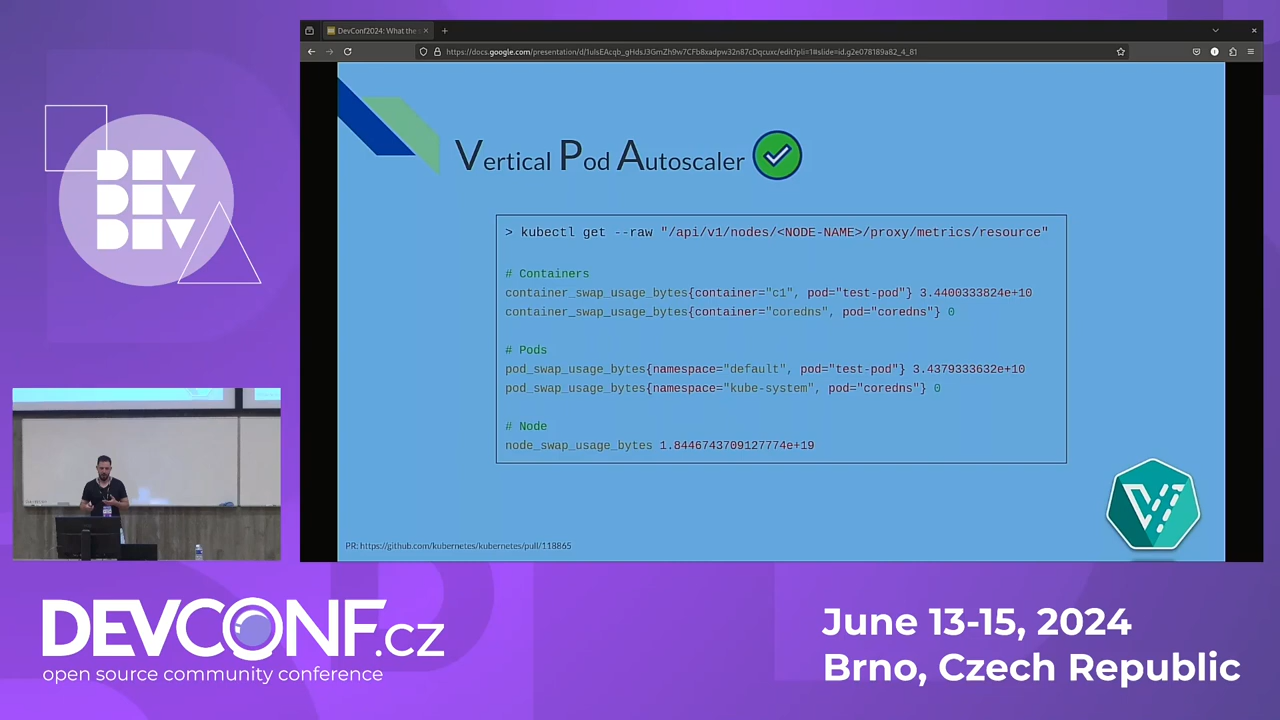 DevConf2024: What the
https://docs.google.com/presentation/d/1ulsEAcqb_gHdsJ3GmZh9w7CFb8xadpw32n87cDqcuxc/edit?pli=1#slide=id.g2e078189a82_4_81
DEV
DEV
DEV
Vertical Pod Autoscaler
> kubectl get --raw "/api/v1/nodes/<NODE-NAME>/proxy/metrics/resource"
# Containers
container_swap_usage_bytes{container="c1", pod="test-pod"} 3.4400333824e+10
container_swap_usage_bytes{container="coredns", pod="coredns"} 0
# Pods
pod_swap_usage_bytes{namespace="default", pod="test-pod"} 3.4379333632e+10
pod_swap_usage_bytes{namespace="kube-system", pod="coredns"} 0
# Node
node_swap_usage_bytes 1.8446743709127774e+19
PR: https://github.com/kubernetes/kubernetes/pull/118865
DEVCONF.cz
open source community conference
June 13-15, 2024
Brno, Czech Republic